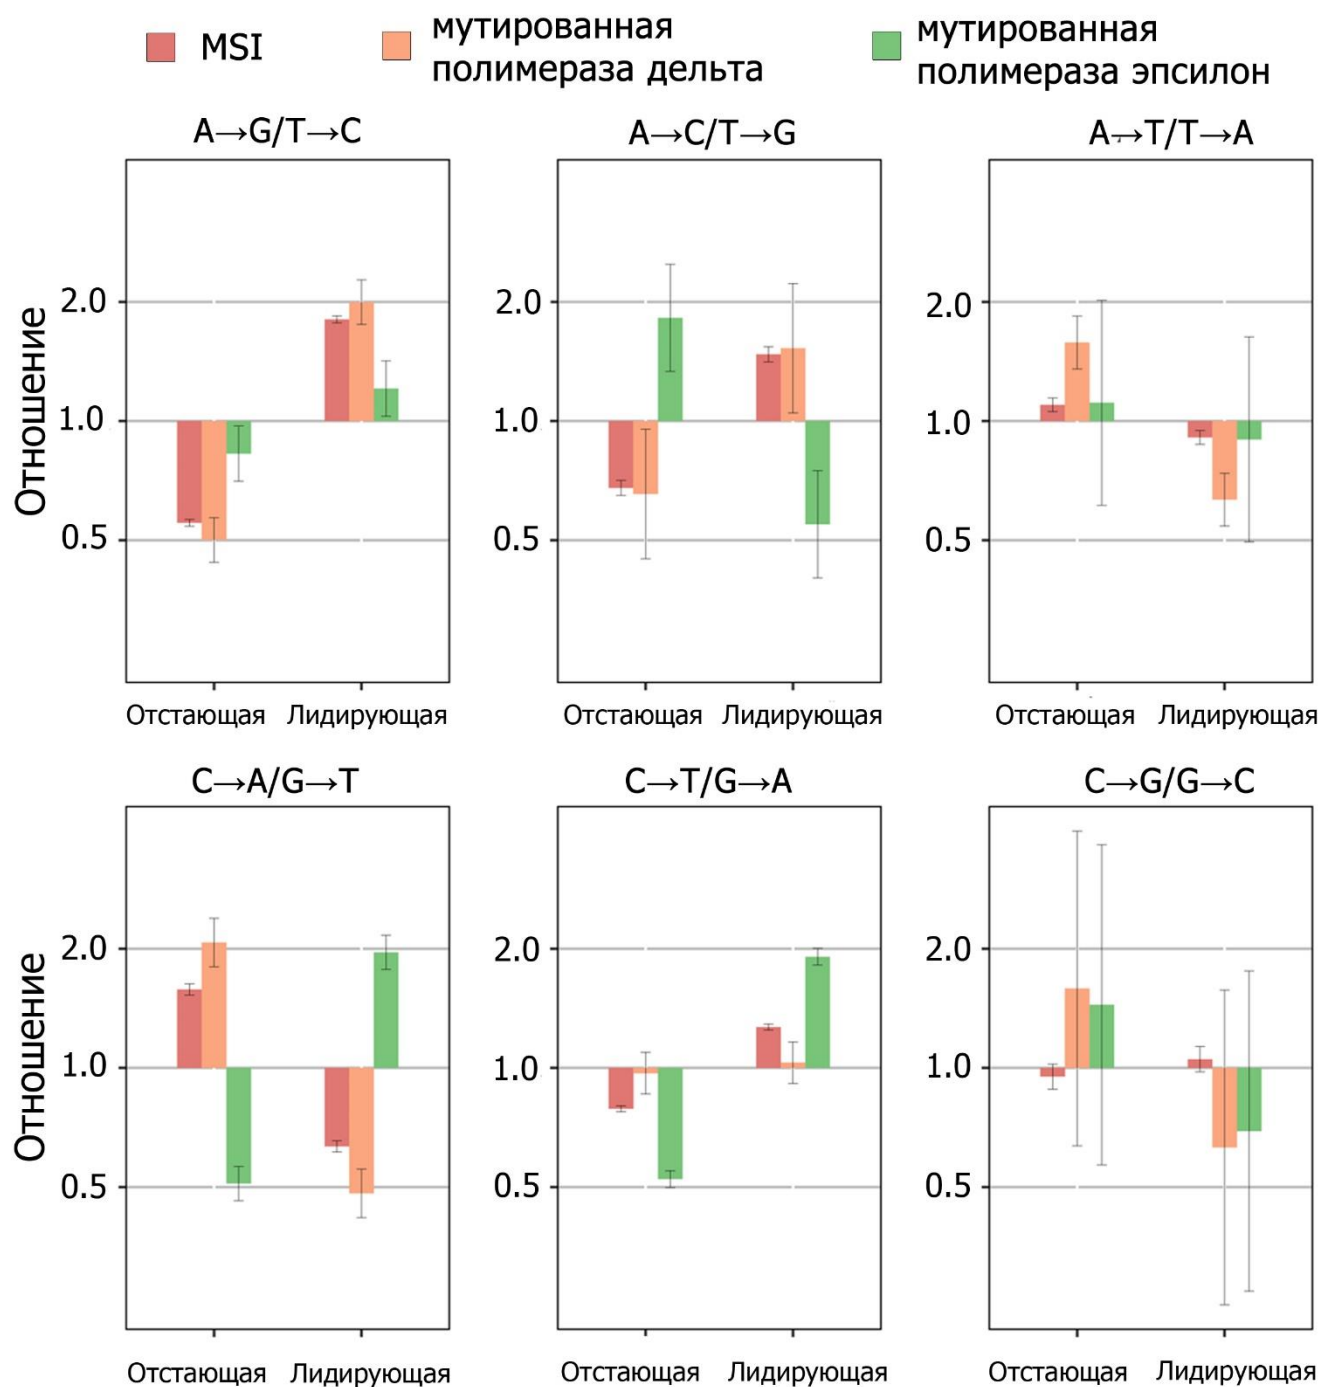 MSI
мутированная
полимераза дельта
мутированная
полимераза эпсилон
A→G/T→C
A→C/T→G
A→T/T→A
Отношение
2.0
1.0
0.5
2.0
1.0
0.5
2.0
1.0
0.5
Отстающая Лидирующая
Отстающая Лидирующая
Отстающая Лидирующая
C→A/G→T
C→T/G→A
C→G/G→C
Отношение
2.0
1.0
0.5
2.0
1.0
0.5
2.0
1.0
0.5
Отстающая Лидирующая
Отстающая Лидирующая
Отстающая Лидирующая